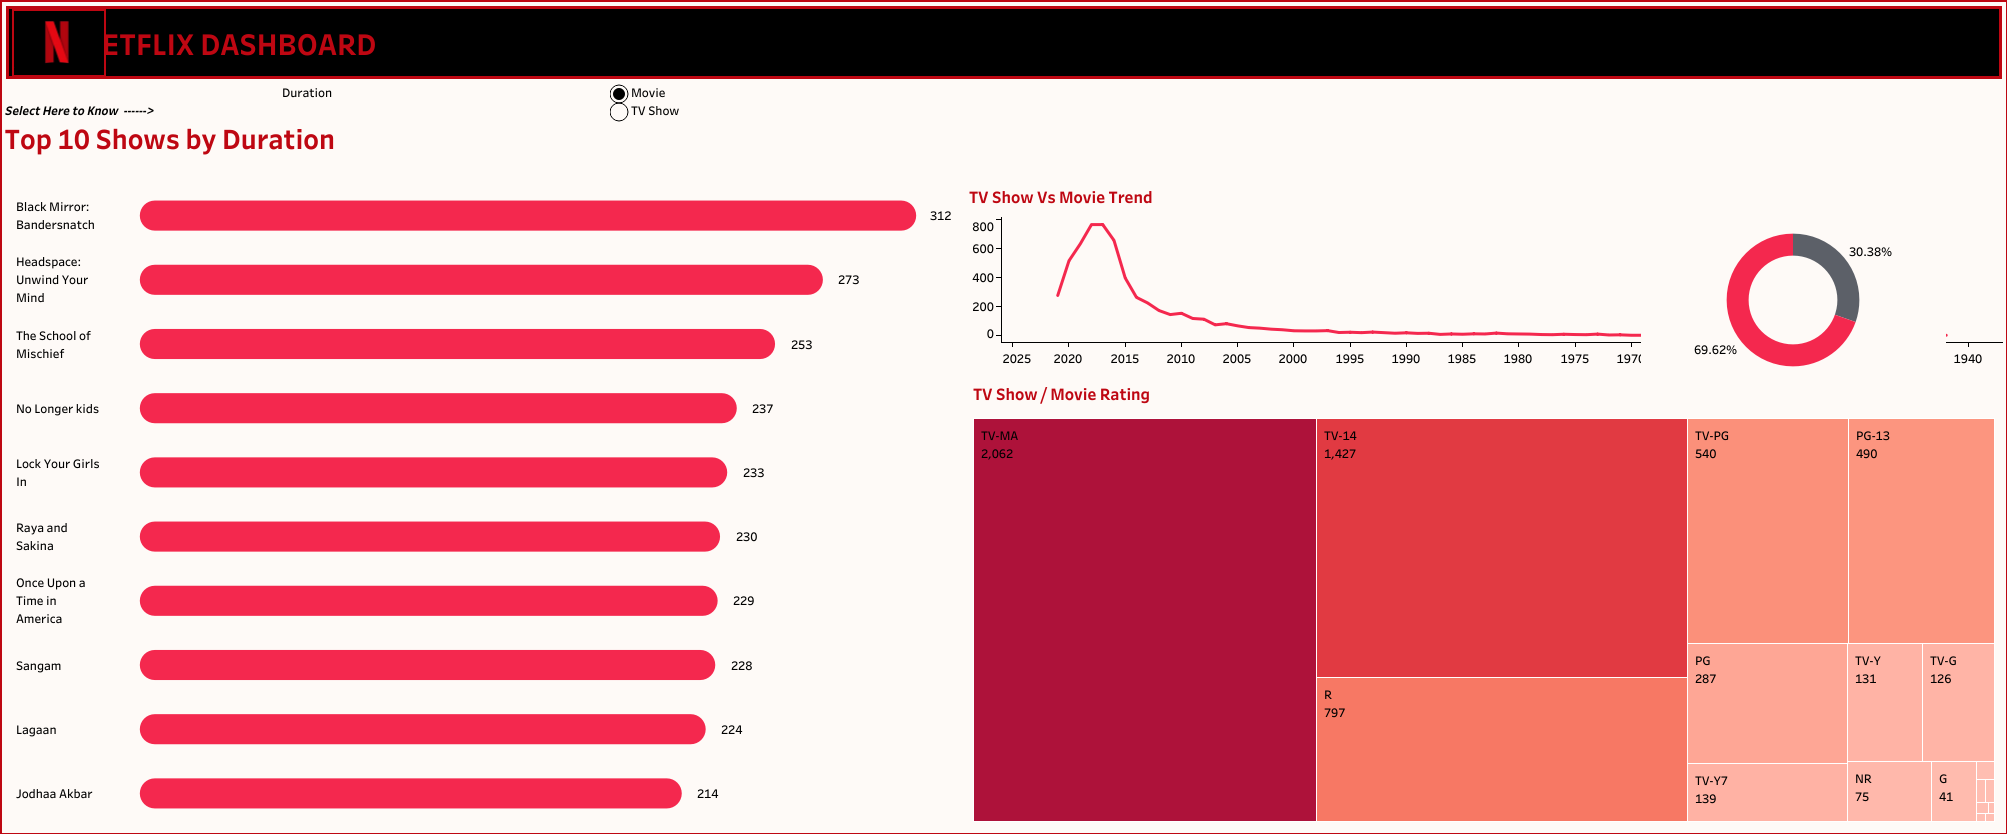 N
ETFLIX DASHBOARD
Duration
Movie
TV Show
Select Here to Know ------>
Top 10 Shows by Duration
Black Mirror:
Bandersnatch
312
Headspace:
Unwind Your
Mind
273
The School of
Mischief
253
No Longer kids
237
Lock Your Girls
In
233
Raya and
Sakina
230
Once Upon a
Time in
America
229
Sangam
228
Lagaan
224
Jodhaa Akbar
214
TV Show Vs Movie Trend
800
600
400
200
0
2025 2020 2015 2010 2005 2000 1995 1990 1985 1980 1975 1970 1940
30.38%
69.62%
TV Show / Movie Rating
TV-MA
2,062
TV-14
1,427
R
797
TV-PG
540
PG-13
490
PG
287
TV-Y
131
TV-G
126
TV-Y7
139
NR
75
G
41